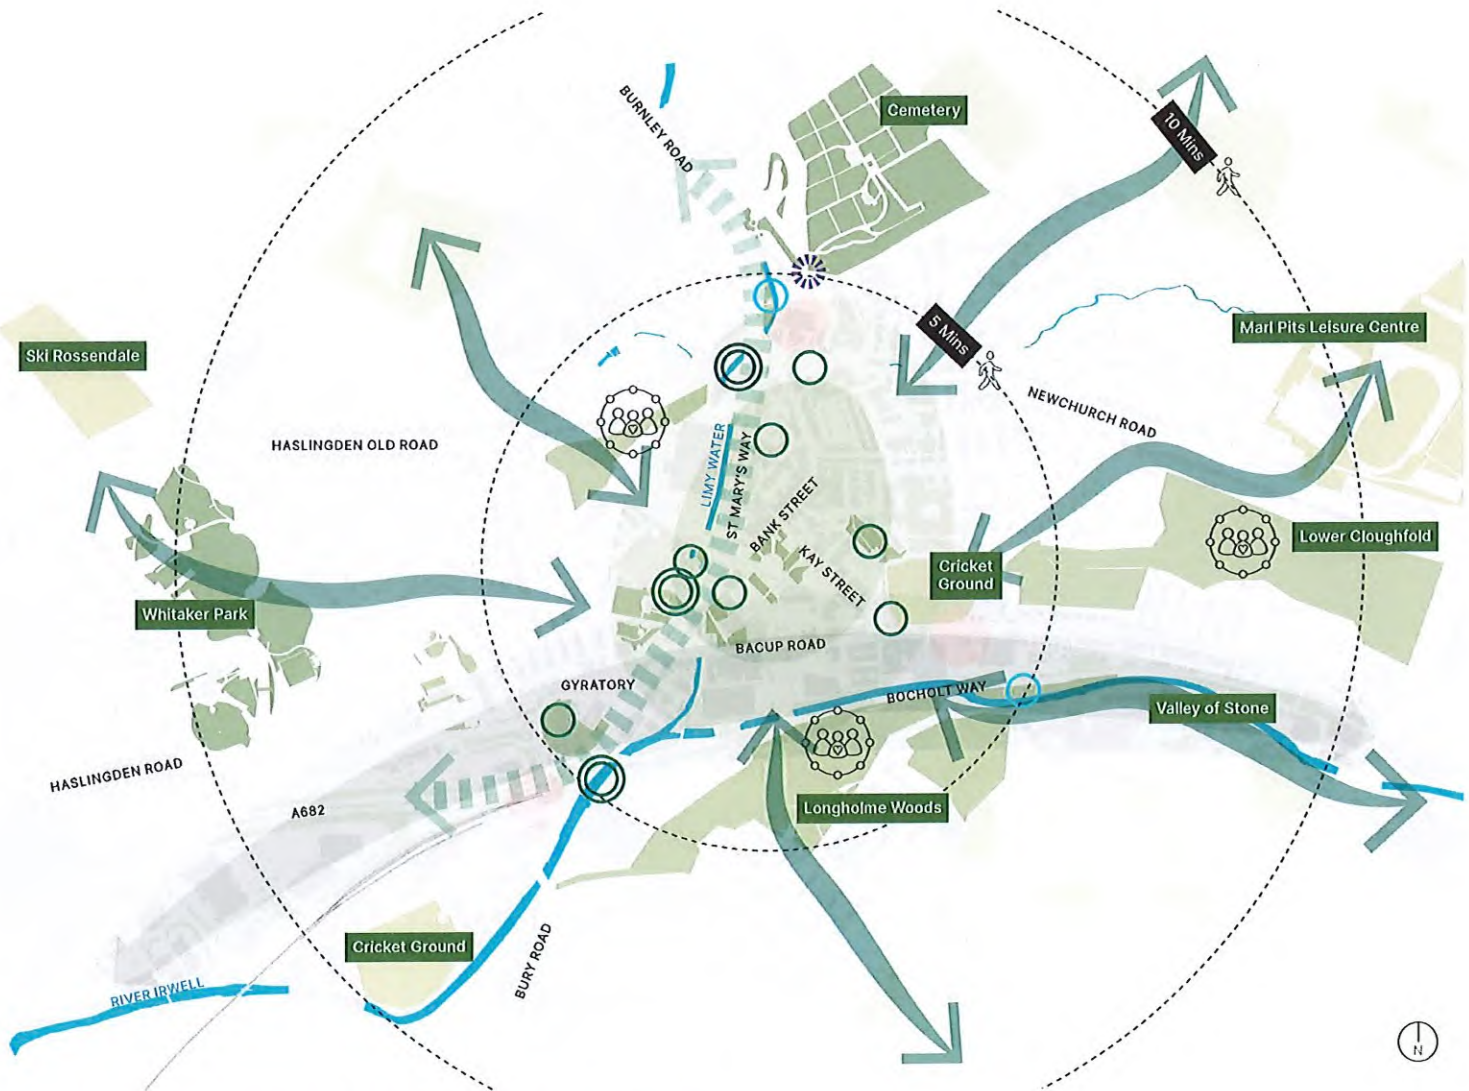 BURNLEY ROAD
Cemetery
10 Mins
5 Mins
Ski Rossendale
Marl Pits Leisure Centre
NEWCHURCH ROAD
HASLINGDEN OLD ROAD
LIMY WATER
ST MARY'S WAY
BANK STREET
KAY STREET
Cricket
Ground
Lower Cloughfold
Whitaker Park
BACUP ROAD
GYRATORY
BOCHOLT WAY
Valley of Stone
HASLINGDEN ROAD
A682
Longholme Woods
Cricket Ground
BURY ROAD
RIVER IRWELL
N